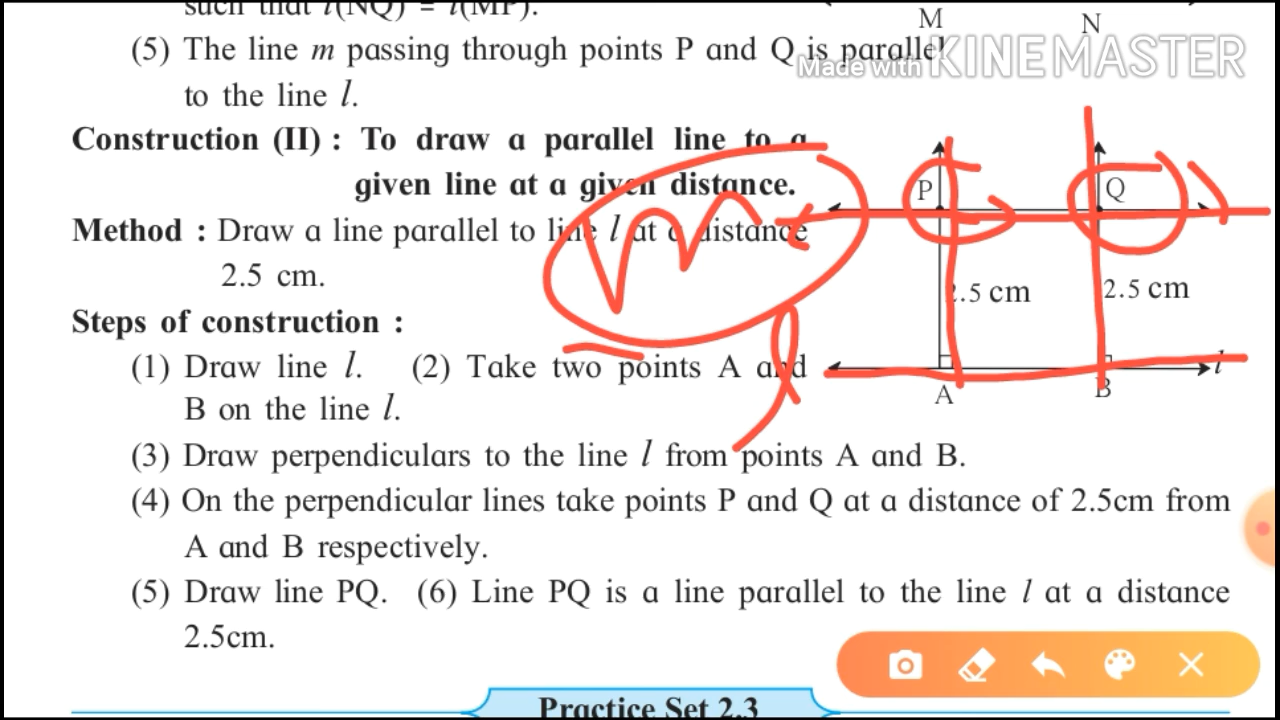 such that l(NQ) = l(MP).
(5) The line m passing through points P and Q is parallel
to the line l.
Construction (II) : To draw a parallel line to a
given line at a given distance.
Method : Draw a line parallel to line l at a distance
2.5 cm.
Steps of construction :
(1) Draw line l. (2) Take two points A and
B on the line l.
(3) Draw perpendiculars to the line l from points A and B.
(4) On the perpendicular lines take points P and Q at a distance of 2.5cm from
A and B respectively.
(5) Draw line PQ. (6) Line PQ is a line parallel to the line l at a distance
2.5cm.
Practice Set 2.3
M N
Made with KINEMASTER
P Q
m
2.5 cm 2.5 cm
l
A B
l